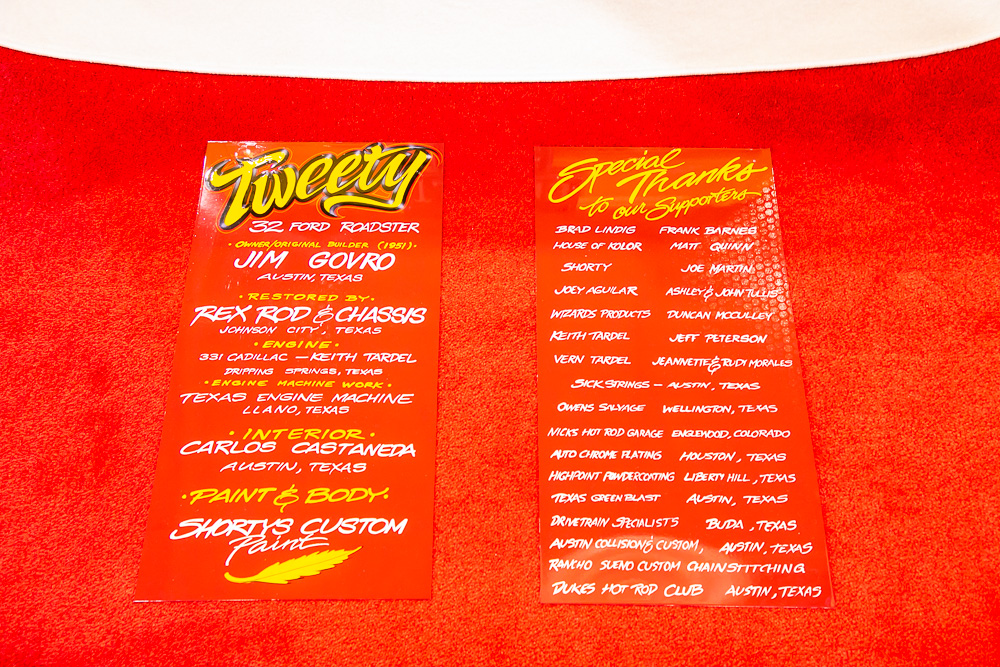 Tweety
32 FORD ROADSTER
· OWNER/ORIGINAL BUILDER (1951) ·
JIM GOVRO
AUSTIN, TEXAS
· RESTORED BY ·
REX ROD & CHASSIS
JOHNSON CITY, TEXAS
· ENGINE ·
331 CADILLAC — KEITH TARDEL
DRIPPING SPRINGS, TEXAS
· ENGINE MACHINE WORK ·
TEXAS ENGINE MACHINE
LLANO, TEXAS
· INTERIOR ·
CARLOS CASTANEDA
AUSTIN, TEXAS
· PAINT & BODY ·
SHORTYS CUSTOM
Paint
Special
Thanks
to our Supporters
BRAD LINDIG FRANK BARNES
HOUSE OF KOLOR MATT QUINN
SHORTY JOE MARTIN
JOEY AGUILAR ASHLEY & JOHN TULLIS
WIZARDS PRODUCTS DUNCAN MCCULLEY
KEITH TARDEL JEFF PETERSON
VERN TARDEL JEANNETTE & RUDI MORALES
SICK STRINGS — AUSTIN, TEXAS
OWENS SALVAGE WELLINGTON, TEXAS
NICKS HOT ROD GARAGE ENGLEWOOD, COLORADO
AUTO CHROME PLATING HOUSTON, TEXAS
HIGHPOINT POWDERCOATING LIBERTY HILL, TEXAS
TEXAS GREEN BLAST AUSTIN, TEXAS
DRIVETRAIN SPECIALISTS BUDA, TEXAS
AUSTIN COLLISION & CUSTOM, AUSTIN, TEXAS
RANCHO SUENO CUSTOM CHAINSTITCHING
DUKES HOT ROD CLUB AUSTIN, TEXAS